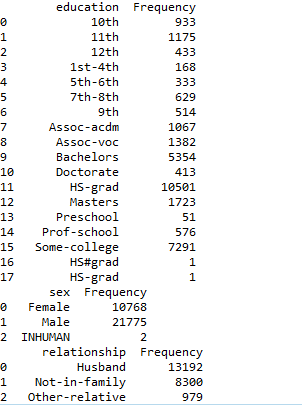 education Frequency
0 10th 933
1 11th 1175
2 12th 433
3 1st-4th 168
4 5th-6th 333
5 7th-8th 629
6 9th 514
7 Assoc-acdm 1067
8 Assoc-voc 1382
9 Bachelors 5354
10 Doctorate 413
11 HS-grad 10501
12 Masters 1723
13 Preschool 51
14 Prof-school 576
15 Some-college 7291
16 HS#grad 1
17 HS-grad 1
sex Frequency
0 Female 10768
1 Male 21775
2 INHUMAN 2
relationship Frequency
0 Husband 13192
1 Not-in-family 8300
2 Other-relative 979